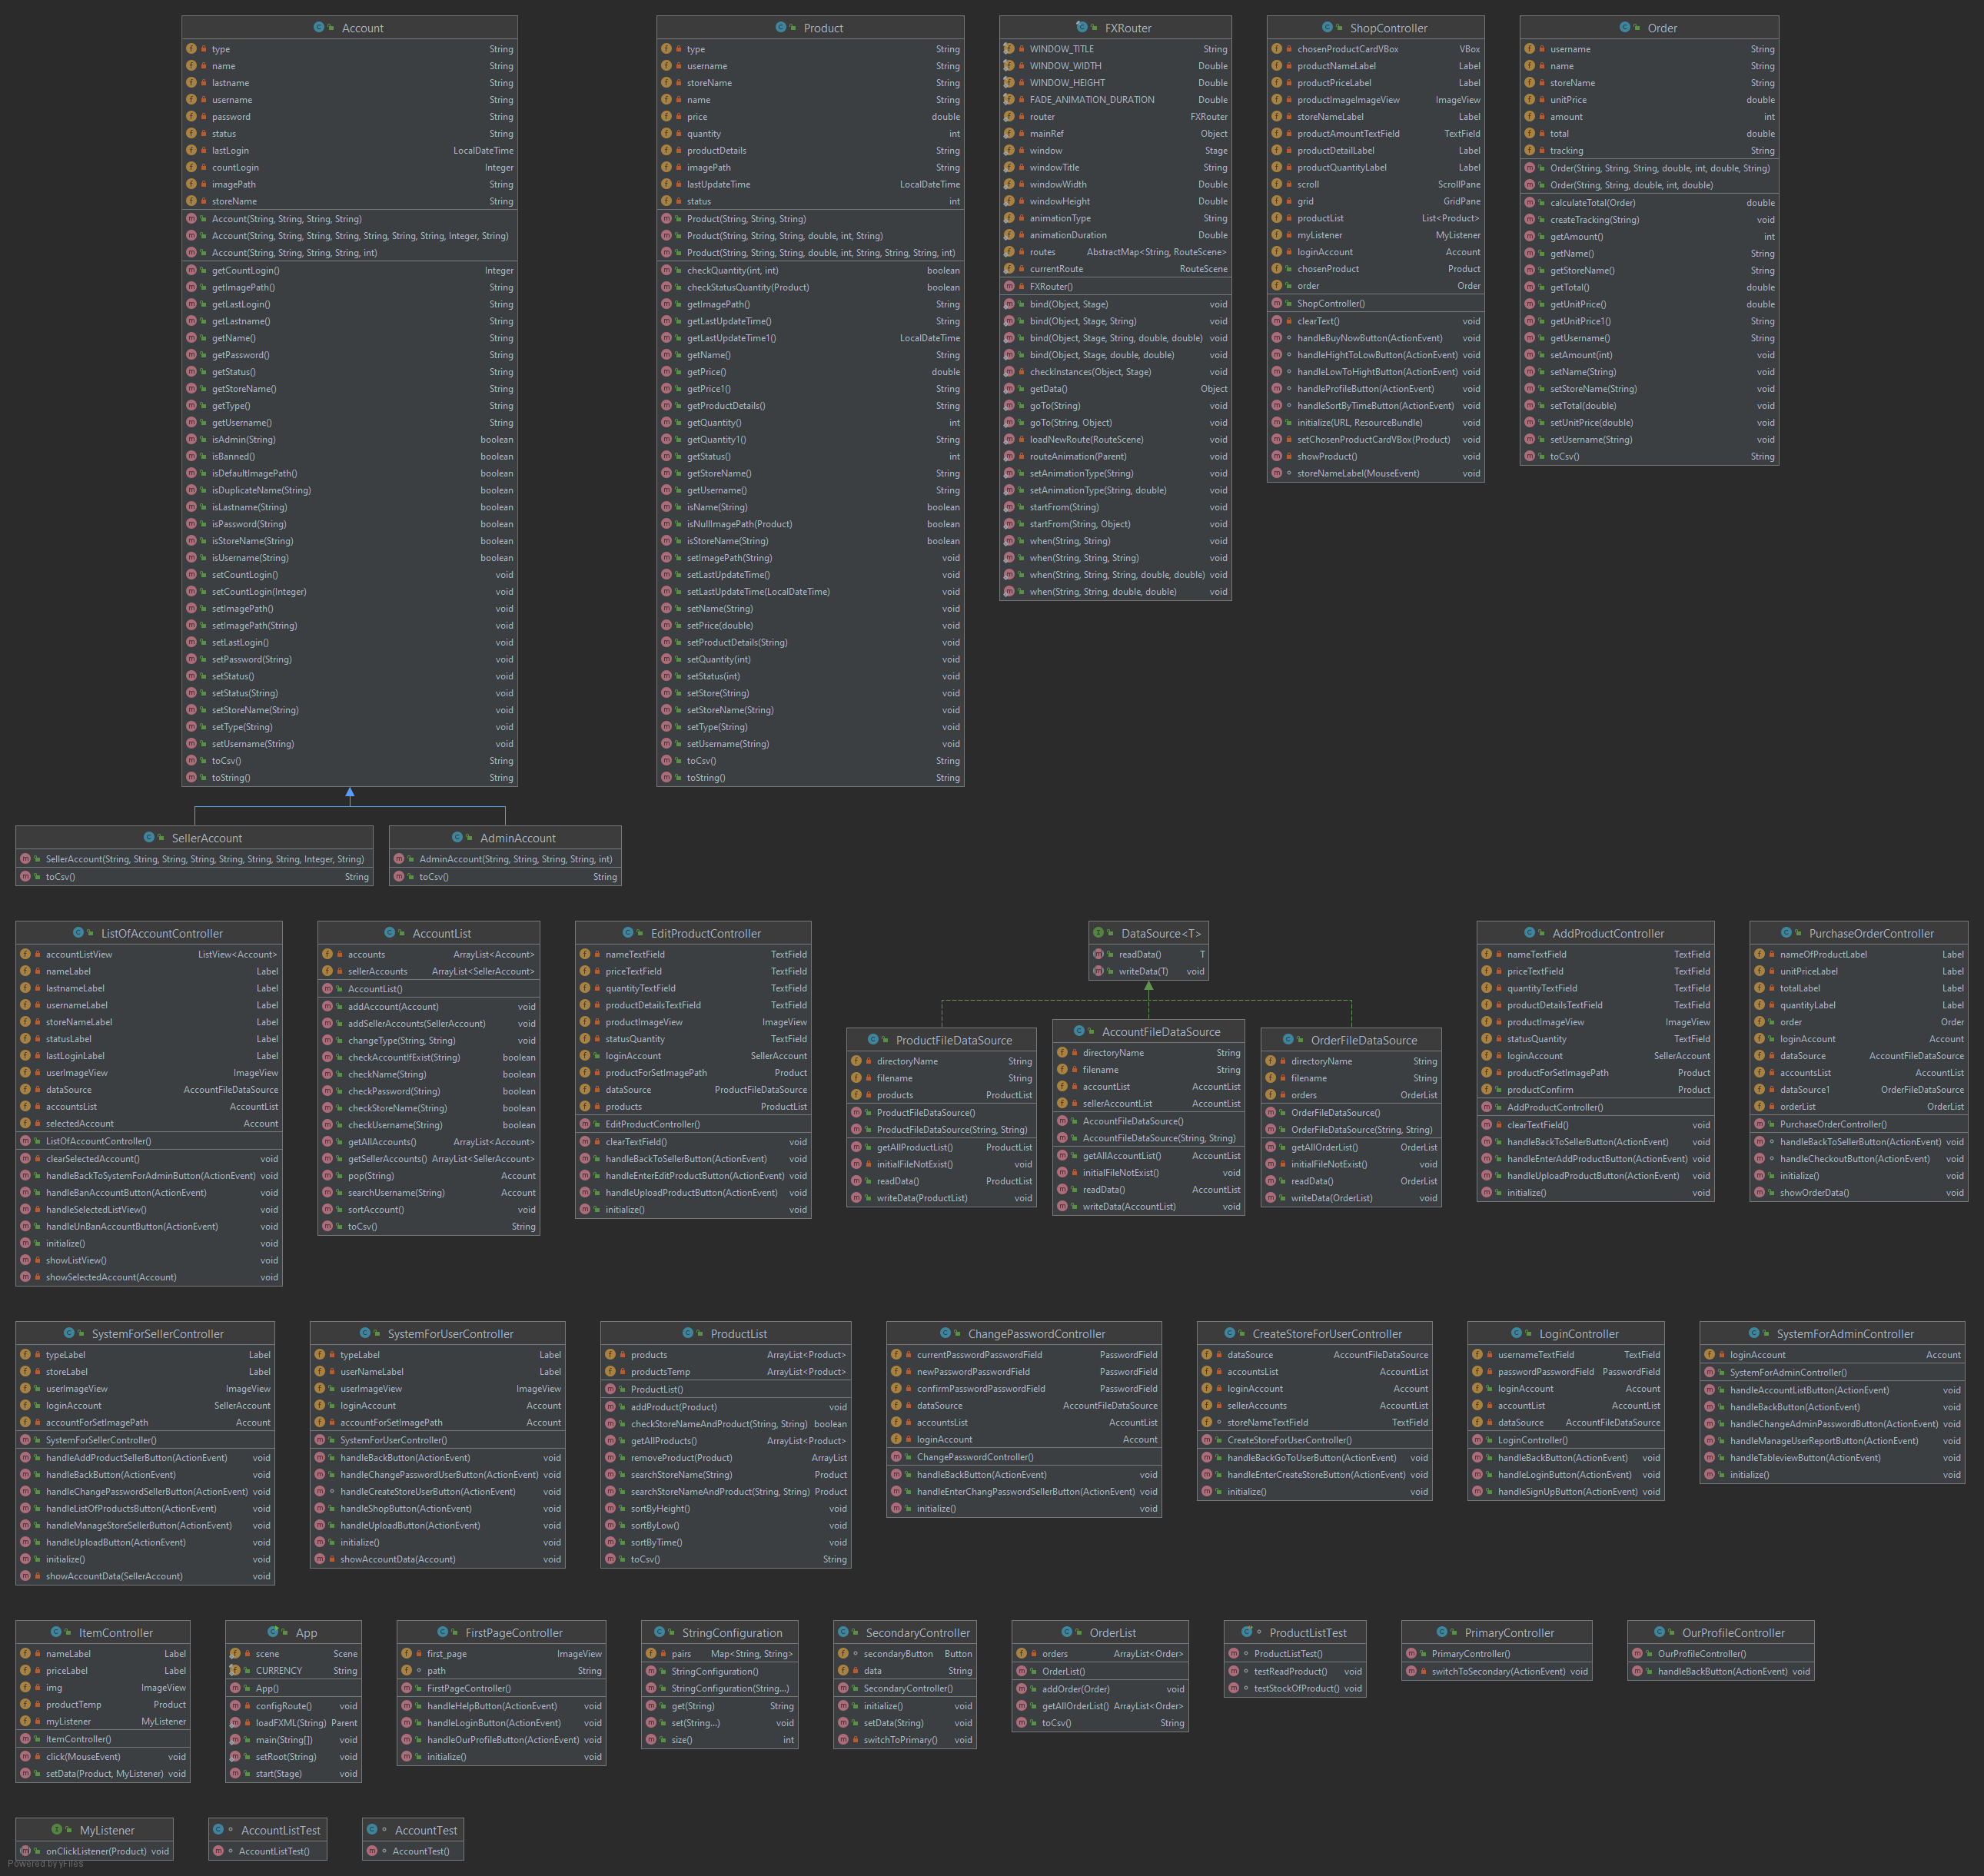 Account
type String
name String
lastname String
username String
password String
status String
lastLogin LocalDateTime
countLogin Integer
imagePath String
storeName String
Account(String, String, String, String)
Account(String, String, String, String, String, String, String, Integer, String)
Account(String, String, String, String, int)
getCountLogin() Integer
getImagePath() String
getLastLogin() String
getLastname() String
getName() String
getPassword() String
getStatus() String
getStoreName() String
getType() String
getUsername() String
isAdmin(String) boolean
isBanned() boolean
isDefaultImagePath() boolean
isDuplicateName(String) boolean
isLastname(String) boolean
isPassword(String) boolean
isStoreName(String) boolean
isUsername(String) boolean
setCountLogin() void
setCountLogin(Integer) void
setImagePath() void
setImagePath(String) void
setLastLogin() void
setPassword(String) void
setStatus() void
setStatus(String) void
setStoreName(String) void
setType(String) void
setUsername(String) void
toCsv() String
toString() String
Product
type String
username String
storeName String
name String
price double
quantity int
productDetails String
imagePath String
lastUpdateTime LocalDateTime
status int
Product(String, String, String)
Product(String, String, String, double, int, String)
Product(String, String, String, double, int, String, String, String, int)
checkQuantity(int, int) boolean
checkStatusQuantity(Product) boolean
getImagePath() String
getLastUpdateTime() String
getLastUpdateTime1() LocalDateTime
getName() String
getPrice() double
getPrice1() String
getProductDetails() String
getQuantity() int
getQuantity1() String
getStatus() int
getStoreName() String
getUsername() String
isName(String) boolean
isNullImagePath(Product) boolean
isStoreName(String) boolean
setImagePath(String) void
setLastUpdateTime() void
setLastUpdateTime(LocalDateTime) void
setName(String) void
setPrice(double) void
setProductDetails(String) void
setQuantity(int) void
setStatus(int) void
setStore(String) void
setStoreName(String) void
setType(String) void
setUsername(String) void
toCsv() String
toString() String
FXRouter
WINDOW_TITLE String
WINDOW_WIDTH Double
WINDOW_HEIGHT Double
FADE_ANIMATION_DURATION Double
router FXRouter
mainRef Object
window Stage
windowTitle String
windowWidth Double
windowHeight Double
animationType String
animationDuration Double
routes AbstractMap<String, RouteScene>
currentRoute RouteScene
FXRouter()
bind(Object, Stage) void
bind(Object, Stage, String) void
bind(Object, Stage, String, double, double) void
bind(Object, Stage, double, double) void
checkInstances(Object, Stage) void
getData() Object
goTo(String) void
goTo(String, Object) void
loadNewRoute(RouteScene) void
routeAnimation(Parent) void
setAnimationType(String) void
setAnimationType(String, double) void
startFrom(String) void
startFrom(String, Object) void
when(String, String) void
when(String, String, String) void
when(String, String, String, double, double) void
when(String, String, double, double) void
ShopController
chosenProductCardVBox VBox
productNameLabel Label
productPriceLabel Label
productImageImageView ImageView
storeNameLabel Label
productAmountTextField TextField
productDetailLabel Label
productQuantityLabel Label
scroll ScrollPane
grid GridPane
productList List<Product>
myListener MyListener
loginAccount Account
chosenProduct Product
order Order
ShopController()
clearText() void
handleBuyNowButton(ActionEvent) void
handleHightToLowButton(ActionEvent) void
handleLowToHightButton(ActionEvent) void
handleProfileButton(ActionEvent) void
handleSortByTimeButton(ActionEvent) void
initialize(URL, ResourceBundle) void
setChosenProductCardVBox(Product) void
showProduct() void
storeNameLabel(MouseEvent) void
Order
username String
name String
storeName String
unitPrice double
amount int
total double
tracking String
Order(String, String, String, double, int, double, String)
Order(String, String, double, int, double)
calculateTotal(Order) double
createTracking(String) void
getAmount() int
getName() String
getStoreName() String
getTotal() double
getUnitPrice() double
getUnitPrice1() String
getUsername() String
setAmount(int) void
setName(String) void
setStoreName(String) void
setTotal(double) void
setUnitPrice(double) void
setUsername(String) void
toCsv() String
SellerAccount
SellerAccount(String, String, String, String, String, String, String, Integer, String)
toCsv() String
AdminAccount
AdminAccount(String, String, String, String, int)
toCsv() String
ListOfAccountController
accountListView ListView<Account>
nameLabel Label
lastnameLabel Label
usernameLabel Label
storeNameLabel Label
statusLabel Label
lastLoginLabel Label
userImageView ImageView
dataSource AccountFileDataSource
accountsList AccountList
selectedAccount Account
ListOfAccountController()
clearSelectedAccount() void
handleBackToSystemForAdminButton(ActionEvent) void
handleBanAccountButton(ActionEvent) void
handleSelectedListView() void
handleUnBanAccountButton(ActionEvent) void
initialize() void
showListView() void
showSelectedAccount(Account) void
AccountList
accounts ArrayList<Account>
sellerAccounts ArrayList<SellerAccount>
AccountList()
addAccount(Account) void
addSellerAccounts(SellerAccount) void
changeType(String, String) void
checkAccountIfExist(String) boolean
checkName(String) boolean
checkPassword(String) boolean
checkStoreName(String) boolean
checkUsername(String) boolean
getAllAccounts() ArrayList<Account>
getSellerAccounts() ArrayList<SellerAccount>
pop(String) Account
searchUsername(String) Account
sortAccount() void
toCsv() String
EditProductController
nameTextField TextField
priceTextField TextField
quantityTextField TextField
productDetailsTextField TextField
productImageView ImageView
statusQuantity TextField
loginAccount SellerAccount
productForSetImagePath Product
dataSource ProductFileDataSource
products ProductList
EditProductController()
clearTextField() void
handleBackToSellerButton(ActionEvent) void
handleEnterEditProductButton(ActionEvent) void
handleUploadProductButton(ActionEvent) void
initialize() void
DataSource<T>
readData() T
writeData(T) void
ProductFileDataSource
directoryName String
filename String
products ProductList
ProductFileDataSource()
ProductFileDataSource(String, String)
getAllProductList() ProductList
initialFileNotExist() void
readData() ProductList
writeData(ProductList) void
AccountFileDataSource
directoryName String
filename String
accountList AccountList
sellerAccountList AccountList
AccountFileDataSource()
AccountFileDataSource(String, String)
getAllAccountList() AccountList
initialFileNotExist() void
readData() AccountList
writeData(AccountList) void
OrderFileDataSource
directoryName String
filename String
orders OrderList
OrderFileDataSource()
OrderFileDataSource(String, String)
getAllOrderList() OrderList
initialFileNotExist() void
readData() OrderList
writeData(OrderList) void
AddProductController
nameTextField TextField
priceTextField TextField
quantityTextField TextField
productDetailsTextField TextField
productImageView ImageView
statusQuantity TextField
loginAccount SellerAccount
productForSetImagePath Product
productConfirm Product
AddProductController()
clearTextField() void
handleBackToSellerButton(ActionEvent) void
handleEnterAddProductButton(ActionEvent) void
handleUploadProductButton(ActionEvent) void
initialize() void
PurchaseOrderController
nameOfProductLabel Label
unitPriceLabel Label
totalLabel Label
quantityLabel Label
order Order
loginAccount Account
dataSource AccountFileDataSource
accountsList AccountList
dataSource1 OrderFileDataSource
orderList OrderList
PurchaseOrderController()
handleBackToSellerButton(ActionEvent) void
handleCheckoutButton(ActionEvent) void
initialize() void
showOrderData() void
SystemForSellerController
typeLabel Label
storeLabel Label
userImageView ImageView
loginAccount SellerAccount
accountForSetImagePath Account
SystemForSellerController()
handleAddProductSellerButton(ActionEvent) void
handleBackButton(ActionEvent) void
handleChangePasswordSellerButton(ActionEvent) void
handleListOfProductsButton(ActionEvent) void
handleManageStoreSellerButton(ActionEvent) void
handleUploadButton(ActionEvent) void
initialize() void
showAccountData(SellerAccount) void
SystemForUserController
typeLabel Label
userNameLabel Label
userImageView ImageView
loginAccount Account
accountForSetImagePath Account
SystemForUserController()
handleBackButton(ActionEvent) void
handleChangePasswordUserButton(ActionEvent) void
handleCreateStoreUserButton(ActionEvent) void
handleShopButton(ActionEvent) void
handleUploadButton(ActionEvent) void
initialize() void
showAccountData(Account) void
ProductList
products ArrayList<Product>
productsTemp ArrayList<Product>
ProductList()
addProduct(Product) void
checkStoreNameAndProduct(String, String) boolean
getAllProducts() ArrayList<Product>
removeProduct(Product) ArrayList
searchStoreName(String) Product
searchStoreNameAndProduct(String, String) Product
sortByHeight() void
sortByLow() void
sortByTime() void
toCsv() String
ChangePasswordController
currentPasswordPasswordField PasswordField
newPasswordPasswordField PasswordField
confirmPasswordPasswordField PasswordField
dataSource AccountFileDataSource
accountsList AccountList
loginAccount Account
ChangePasswordController()
handleBackButton(ActionEvent) void
handleEnterChangPasswordSellerButton(ActionEvent) void
initialize() void
CreateStoreForUserController
dataSource AccountFileDataSource
accountsList AccountList
loginAccount Account
sellerAccounts AccountList
storeNameTextField TextField
CreateStoreForUserController()
handleBackGoToUserButton(ActionEvent) void
handleEnterCreateStoreButton(ActionEvent) void
initialize() void
LoginController
usernameTextField TextField
passwordPasswordField PasswordField
loginAccount Account
accountList AccountList
dataSource AccountFileDataSource
LoginController()
handleBackButton(ActionEvent) void
handleLoginButton(ActionEvent) void
handleSignUpButton(ActionEvent) void
SystemForAdminController
loginAccount Account
SystemForAdminController()
handleAccountListButton(ActionEvent) void
handleBackButton(ActionEvent) void
handleChangeAdminPasswordButton(ActionEvent) void
handleManageUserReportButton(ActionEvent) void
handleTableviewButton(ActionEvent) void
initialize() void
ItemController
nameLabel Label
priceLabel Label
img ImageView
productTemp Product
myListener MyListener
ItemController()
click(MouseEvent) void
setData(Product, MyListener) void
App
scene Scene
CURRENCY String
App()
configRoute() void
loadFXML(String) Parent
main(String[]) void
setRoot(String) void
start(Stage) void
FirstPageController
first_page ImageView
path String
FirstPageController()
handleHelpButton(ActionEvent) void
handleLoginButton(ActionEvent) void
handleOurProfileButton(ActionEvent) void
initialize() void
StringConfiguration
pairs Map<String, String>
StringConfiguration()
StringConfiguration(String...)
get(String) String
set(String...) void
size() int
SecondaryController
secondaryButton Button
data String
SecondaryController()
initialize() void
setData(String) void
switchToPrimary() void
OrderList
orders ArrayList<Order>
OrderList()
addOrder(Order) void
getAllOrderList() ArrayList<Order>
toCsv() String
ProductListTest
ProductListTest()
testReadProduct() void
testStockOfProduct() void
PrimaryController
PrimaryController()
switchToSecondary(ActionEvent) void
OurProfileController
OurProfileController()
handleBackButton(ActionEvent) void
MyListener
onClickListener(Product) void
AccountListTest
AccountListTest()
AccountTest
AccountTest()
Powered by yFiles